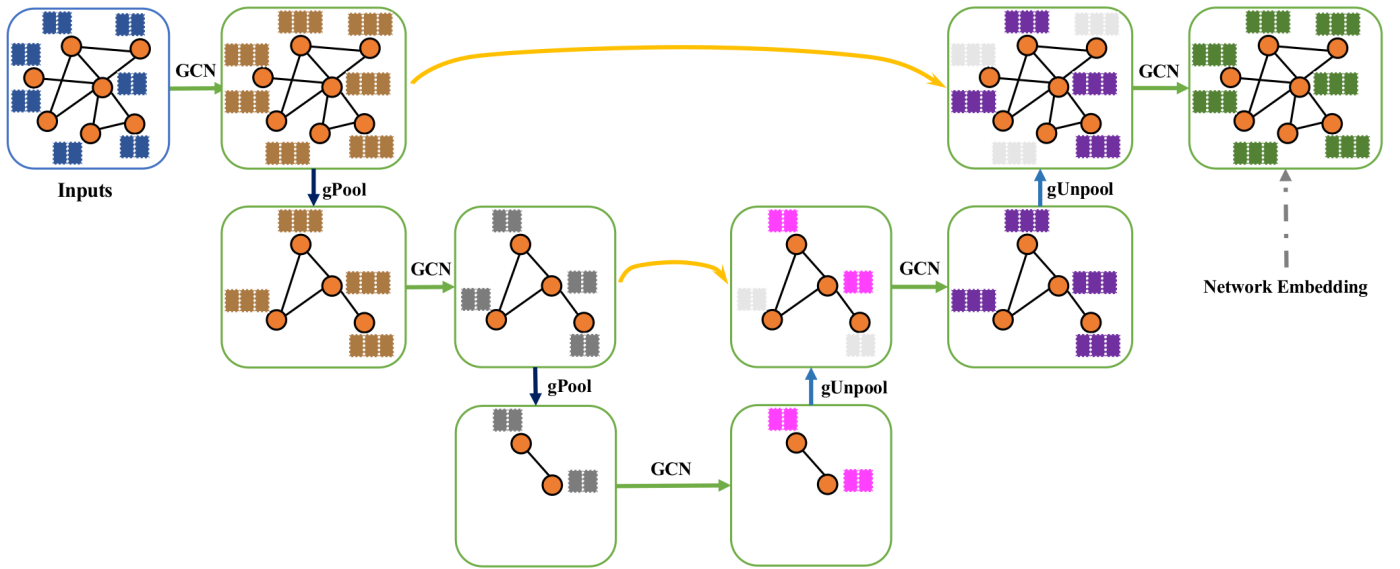 GCN
GCN
Inputs
gPool
gUnpool
GCN
GCN
Network Embedding
gPool
gUnpool
GCN